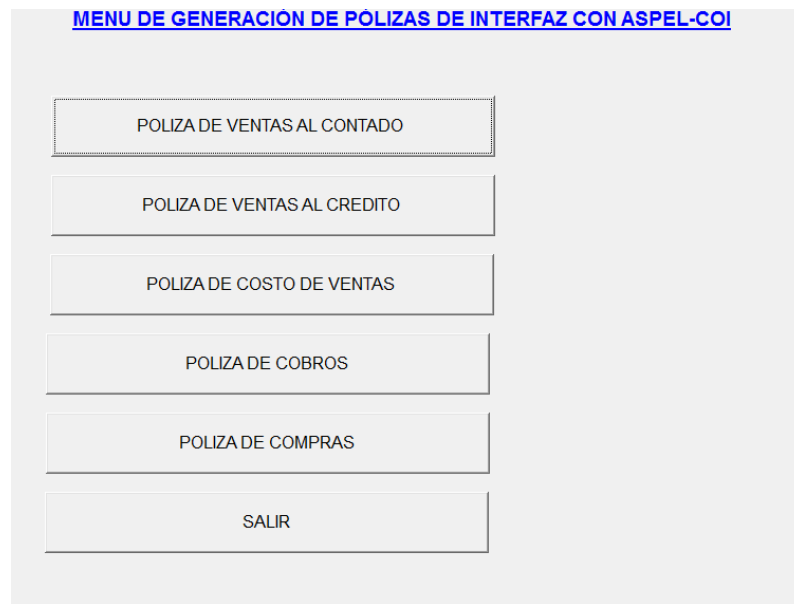 MENU DE GENERACIÓN DE PÓLIZAS DE INTERFAZ CON ASPEL-COI
POLIZA DE VENTAS AL CONTADO
POLIZA DE VENTAS AL CREDITO
POLIZA DE COSTO DE VENTAS
POLIZA DE COBROS
POLIZA DE COMPRAS
SALIR